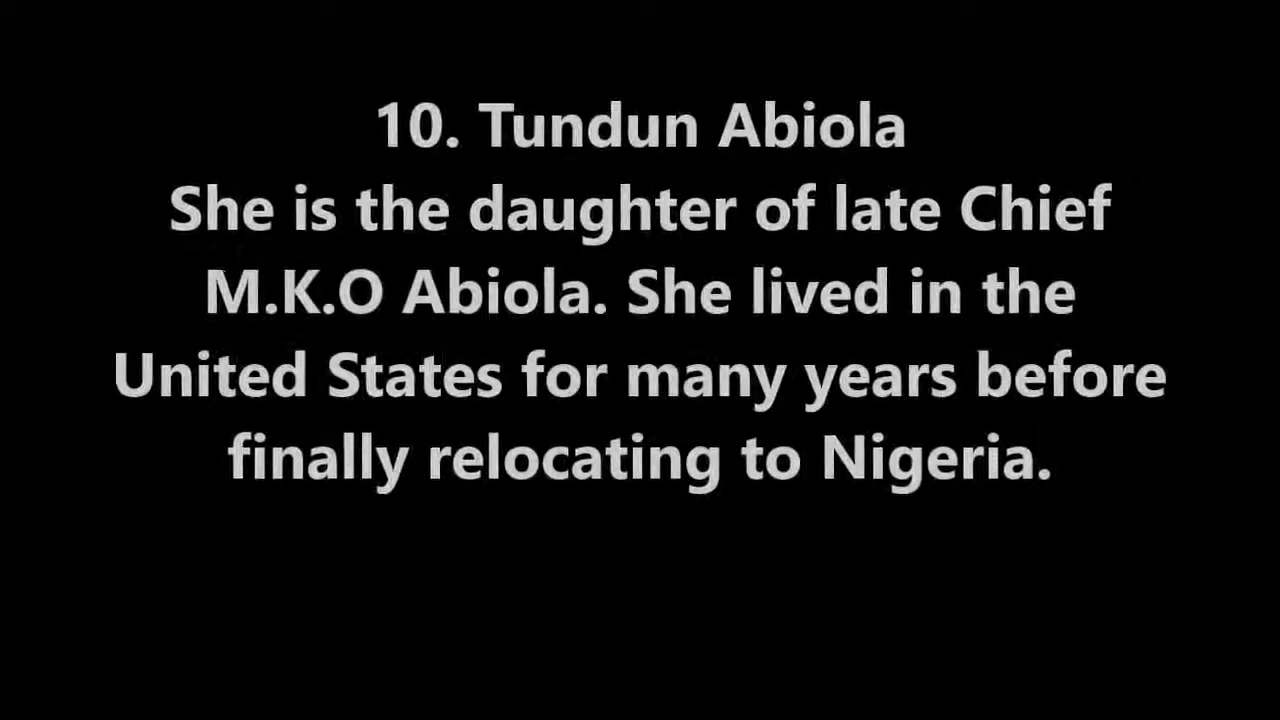 10. Tundun Abiola
She is the daughter of late Chief
M.K.O Abiola. She lived in the
United States for many years before
finally relocating to Nigeria.